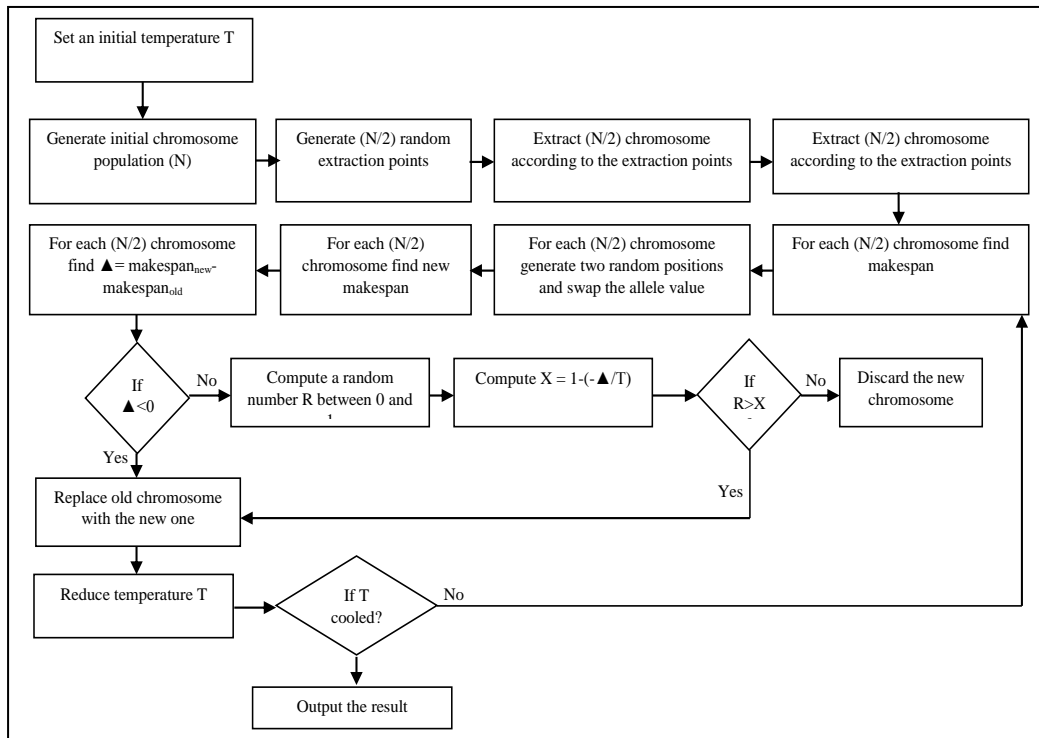 Set an initial temperature T
Generate initial chromosome
population (N)
Generate (N/2) random
extraction points
Extract (N/2) chromosome
according to the extraction points
Extract (N/2) chromosome
according to the extraction points
For each (N/2) chromosome
find ▲= makespannew-
makespanold
For each (N/2)
chromosome find new
makespan
For each (N/2) chromosome
generate two random positions
and swap the allele value
For each (N/2) chromosome find
makespan
If
▲<0
No
Compute a random
number R between 0 and
Compute X = 1-(-▲/T)
If
R>X
No
Discard the new
chromosome
Yes
Yes
Replace old chromosome
with the new one
Reduce temperature T
If T
cooled?
No
Output the result